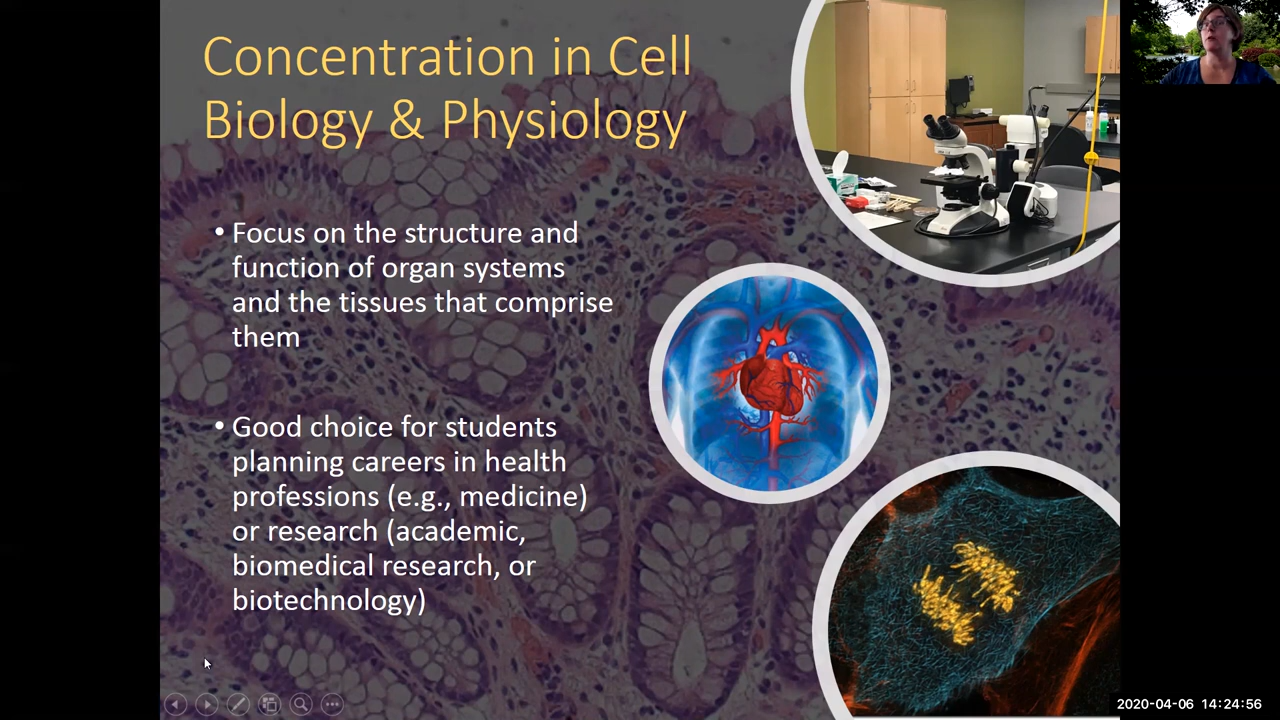 Concentration in Cell
Biology & Physiology
• Focus on the structure and
function of organ systems
and the tissues that comprise
them
• Good choice for students
planning careers in health
professions (e.g., medicine)
or research (academic,
biomedical research, or
biotechnology)
2020-04-06 14:24:56